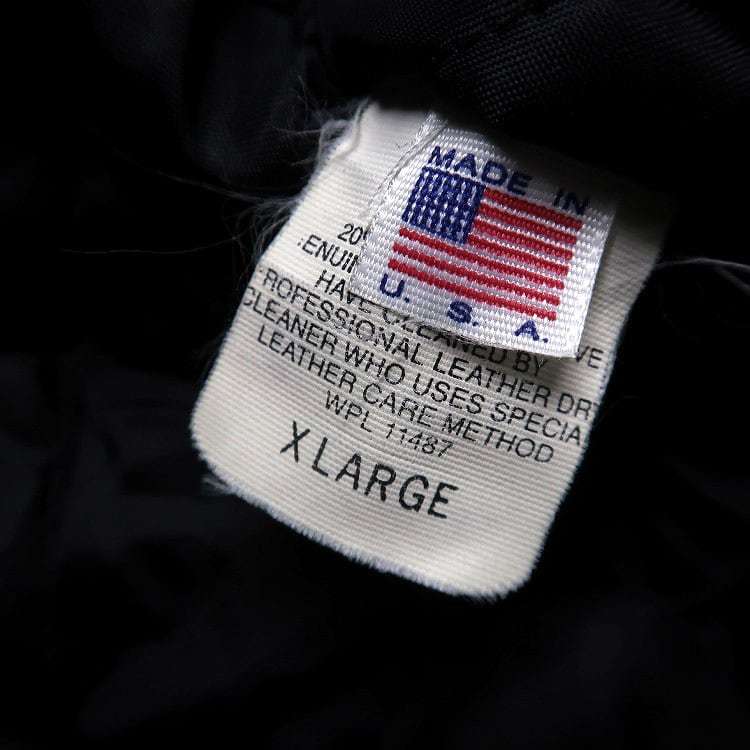 MADE IN
U. S. A.
20
ENUI
HAVE CLEANED BY
ROFESSIONAL LEATHER DR
CLEANER WHO USES SPECIA
LEATHER CARE METHOD
WPL 11487
XLARGE